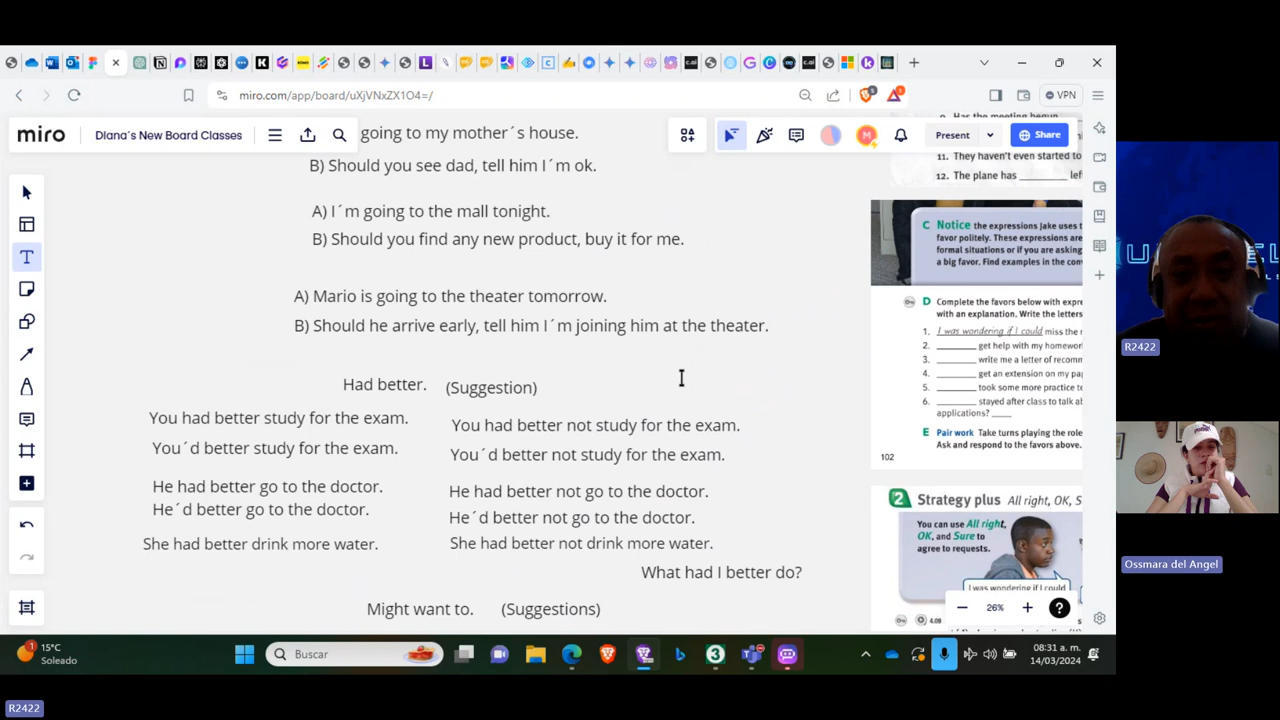 miro.com/app/board/uXjVNxZX1O4=/
VPN
miro
DIana's New Board Classes
Present
Share
going to my mother´s house.
B) Should you see dad, tell him I´m ok.
A) I´m going to the mall tonight.
B) Should you find any new product, buy it for me.
A) Mario is going to the theater tomorrow.
B) Should he arrive early, tell him I´m joining him at the theater.
Had better. (Suggestion)
You had better study for the exam.
You had better not study for the exam.
You´d better study for the exam.
You´d better not study for the exam.
He had better go to the doctor.
He had better not go to the doctor.
He´d better go to the doctor.
He´d better not go to the doctor.
She had better drink more water.
She had better not drink more water.
What had I better do?
Might want to. (Suggestions)
11. They haven't even started to
12. The plane has ________ lef
C Notice the expressions Jake uses t
favor politely. These expressions are
formal situations or if you are asking
a big favor. Find examples in the con
D Complete the favors below with expre
with an explanation. Write the letters
1. I was wondering if I could miss the
2. ________ get help with my homewor
3. ________ write me a letter of recom
4. ________ get an extension on my pa
5. ________ took some more practice te
6. ________ stayed after class to talk ab
applications? ____
E Pair work Take turns playing the role
Ask and respond to the favors above.
102
2 Strategy plus All right, OK, S
You can use All right,
OK, and Sure to
agree to requests.
I was wondering if I could
4.09
26%
15°C
Soleado
Buscar
08:31 a. m.
14/03/2024
R2422
Ossmara del Angel
R2422